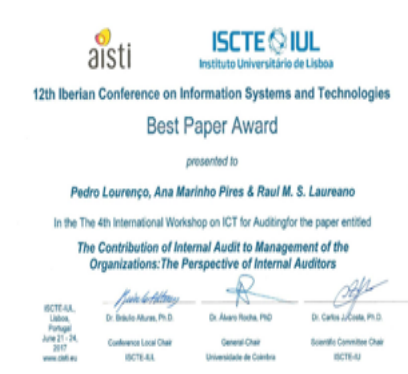 aisti
ISCTE IUL
Instituto Universitário de Lisboa
12th Iberian Conference on Information Systems and Technologies
Best Paper Award
presented to
Pedro Lourenço, Ana Marinho Pires & Raul M. S. Laureano
In the The 4th International Workshop on ICT for Auditingfor the paper entitled
The Contribution of Internal Audit to Management of the
Organizations:The Perspective of Internal Auditors
ISCTE-IUL,
Lisboa,
Portugal
June 21 - 24,
2017
www.cisti.eu
Dr. Bráulio Alturas, Ph.D.
Conference Local Chair
ISCTE-IUL
Dr. Álvaro Rocha, PhD
General Chair
Universidade de Coimbra
Dr. Carlos J. Costa, Ph.D.
Scientific Committee Chair
ISCTE-IU